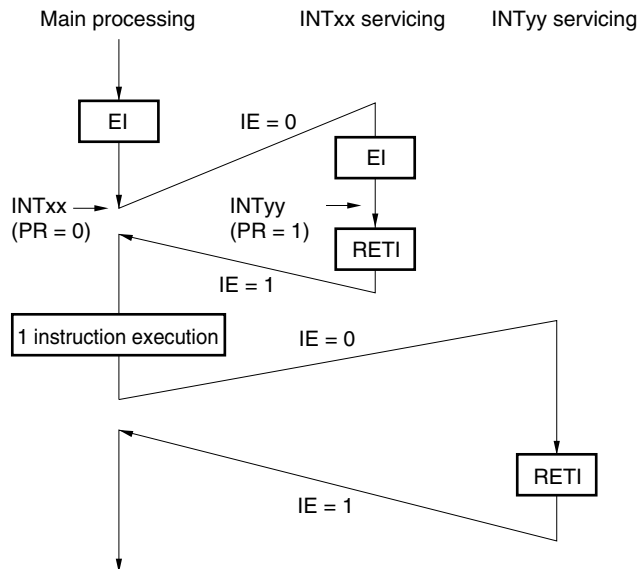 Main processing
INTxx servicing
INTyy servicing
EI
IE = 0
EI
INTxx
(PR = 0)
INTyy
(PR = 1)
RETI
IE = 1
1 instruction execution
IE = 0
RETI
IE = 1